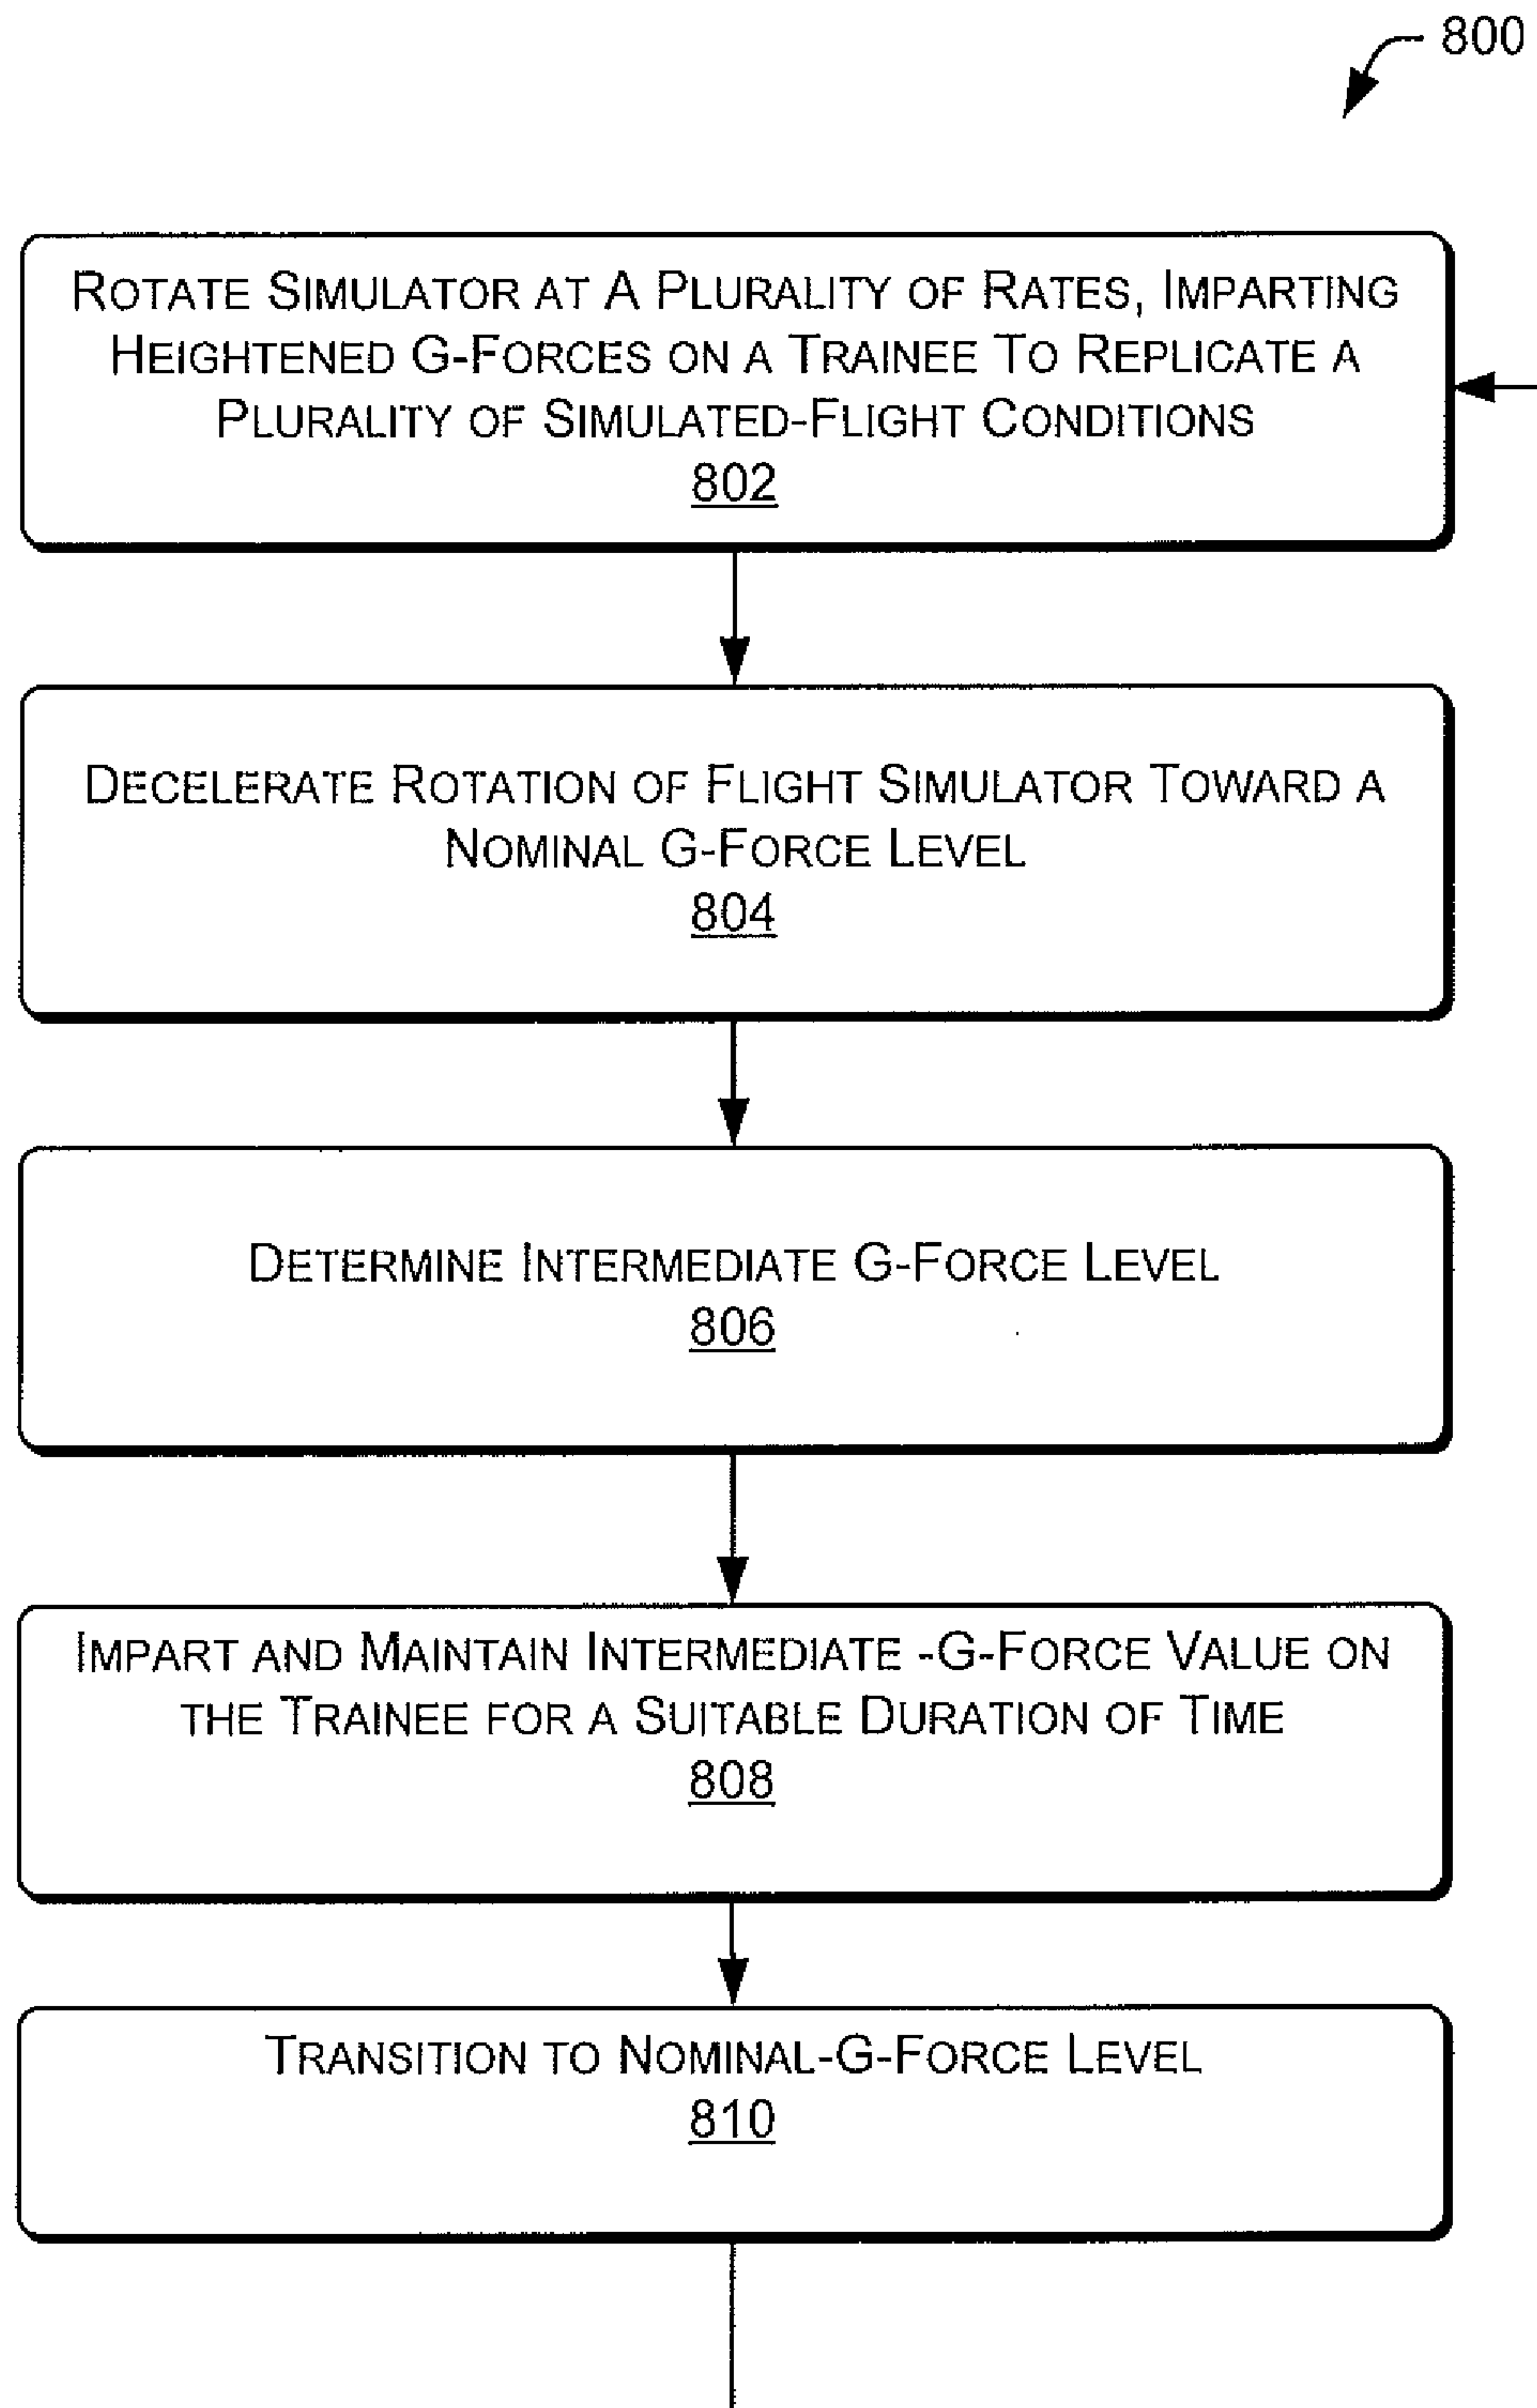 800
ROTATE SIMULATOR AT A PLURALITY OF RATES, IMPARTING
HEIGHTENED G-FORCES ON A TRAINEE TO REPLICATE A
PLURALITY OF SIMULATED-FLIGHT CONDITIONS
802
DECELERATE ROTATION OF FLIGHT SIMULATOR TOWARD A
NOMINAL G-FORCE LEVEL
804
DETERMINE INTERMEDIATE G-FORCE LEVEL
806
IMPART AND MAINTAIN INTERMEDIATE -G-FORCE VALUE ON
THE TRAINEE FOR A SUITABLE DURATION OF TIME
808
TRANSITION TO NOMINAL-G-FORCE LEVEL
810